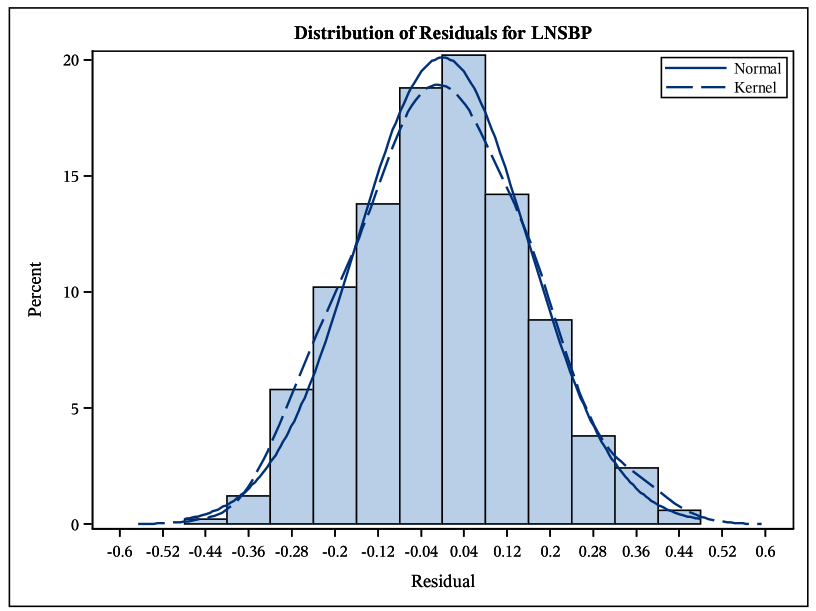 Distribution of Residuals for LNSBP
Normal
Kernel
20
15
10
5
0
Percent
-0.6 -0.52 -0.44 -0.36 -0.28 -0.2 -0.12 -0.04 0.04 0.12 0.2 0.28 0.36 0.44 0.52 0.6
Residual